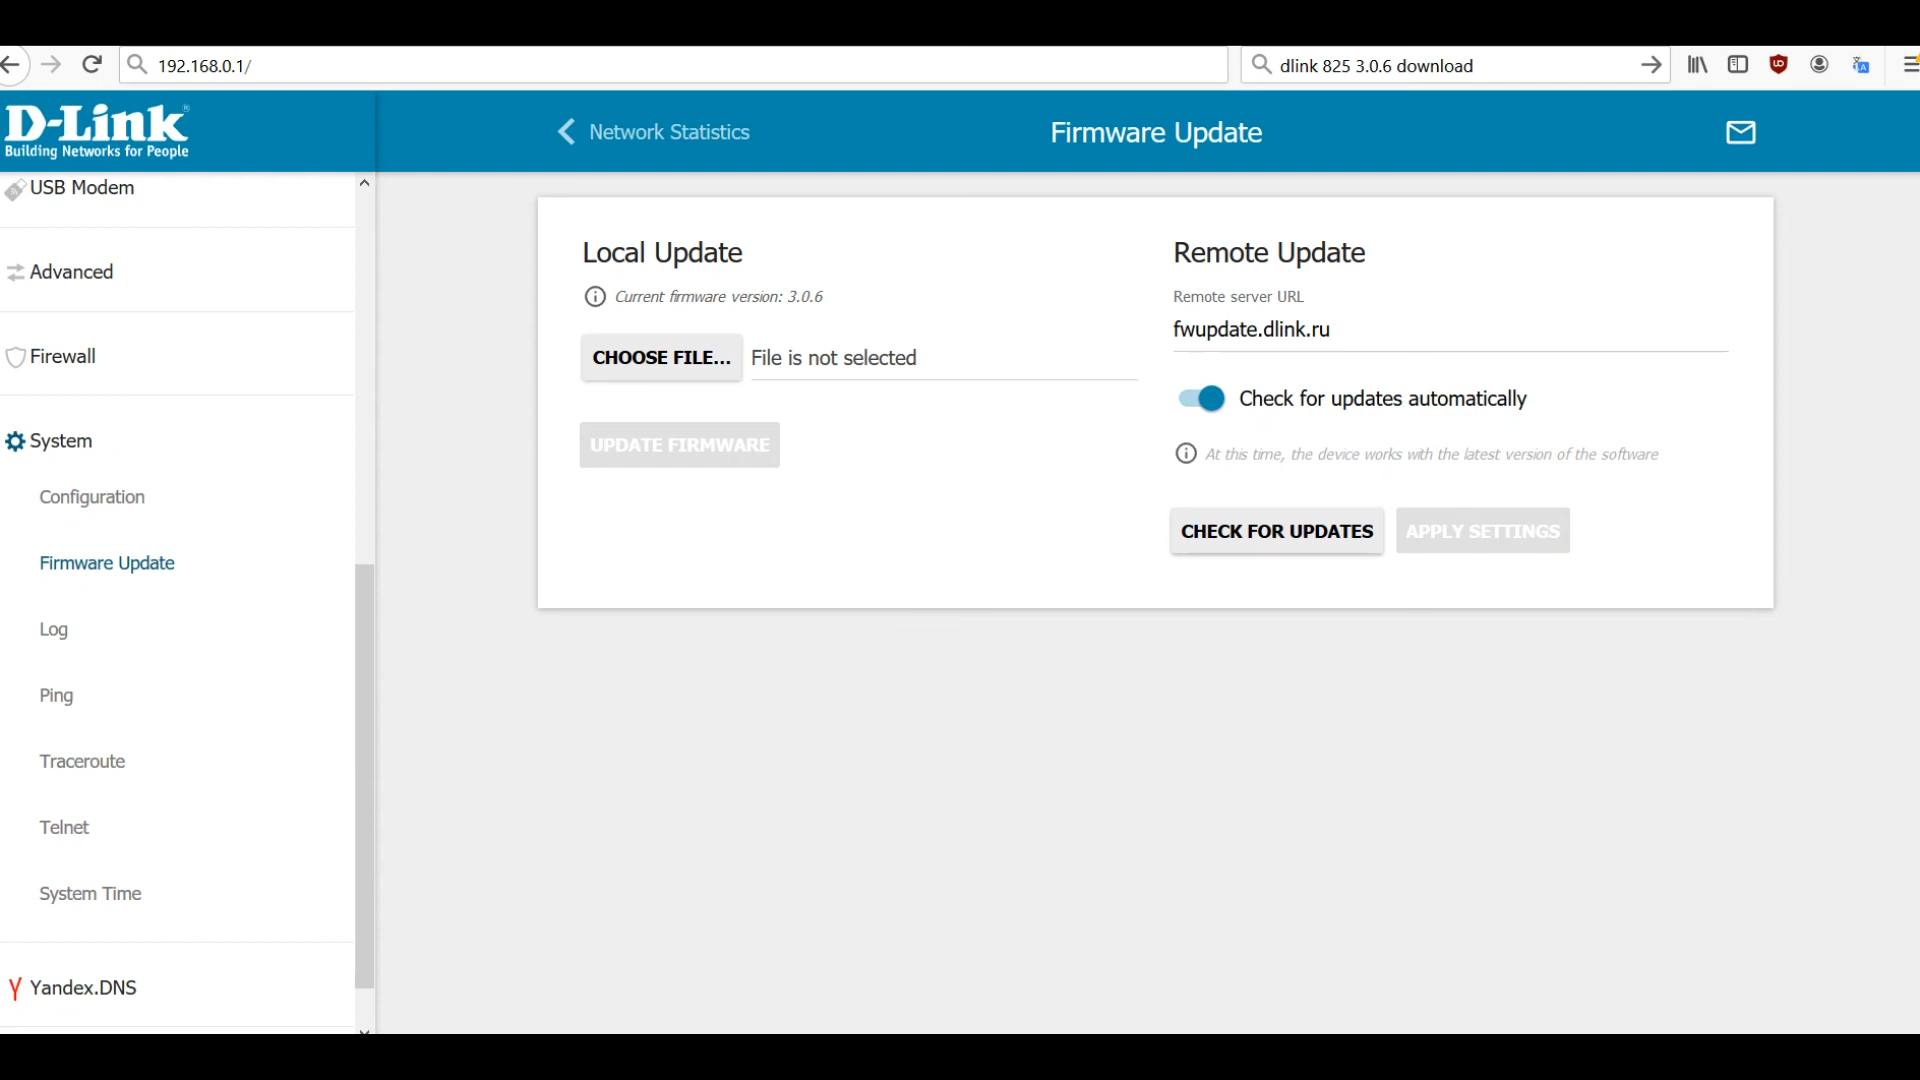 192.168.0.1/
dlink 825 3.0.6 download
D-Link®
Building Networks for People
Network Statistics
Firmware Update
USB Modem
Advanced
Firewall
System
Configuration
Firmware Update
Log
Ping
Traceroute
Telnet
System Time
Yandex.DNS
Local Update
Current firmware version: 3.0.6
CHOOSE FILE...
File is not selected
UPDATE FIRMWARE
Remote Update
Remote server URL
fwupdate.dlink.ru
Check for updates automatically
At this time, the device works with the latest version of the software
CHECK FOR UPDATES
APPLY SETTINGS